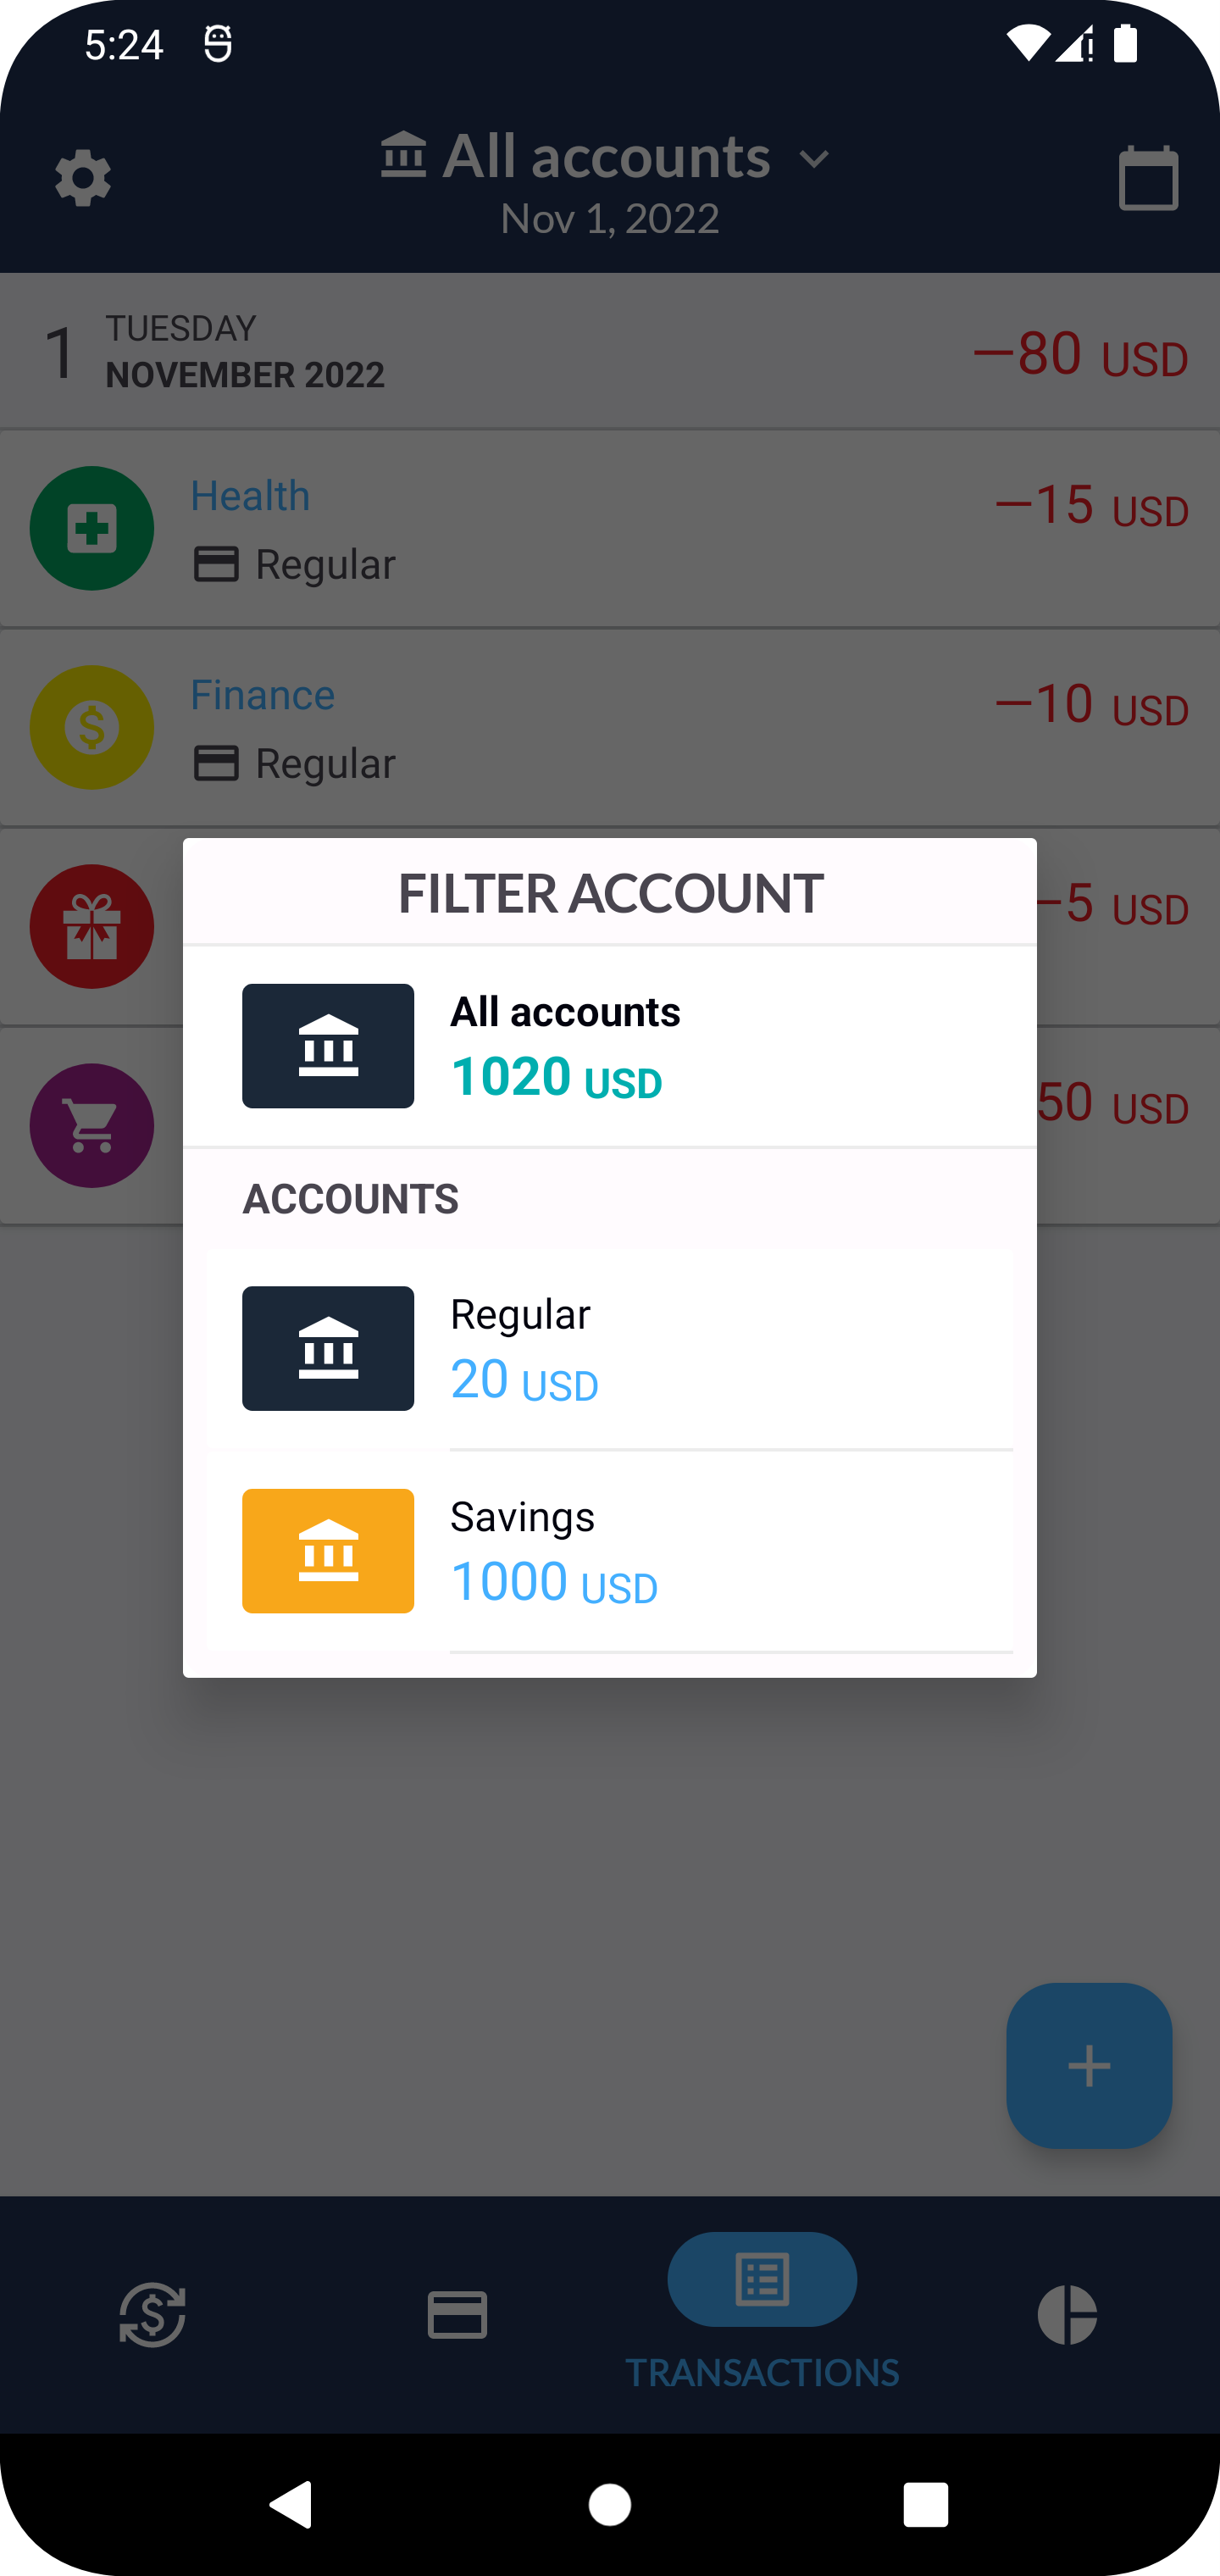 5:24
All accounts
Nov 1, 2022
1 TUESDAY
NOVEMBER 2022
—80 USD
Health
—15 USD
Regular
Finance
—10 USD
Regular
–5 USD
50 USD
FILTER ACCOUNT
All accounts
1020 USD
ACCOUNTS
Regular
20 USD
Savings
1000 USD
TRANSACTIONS